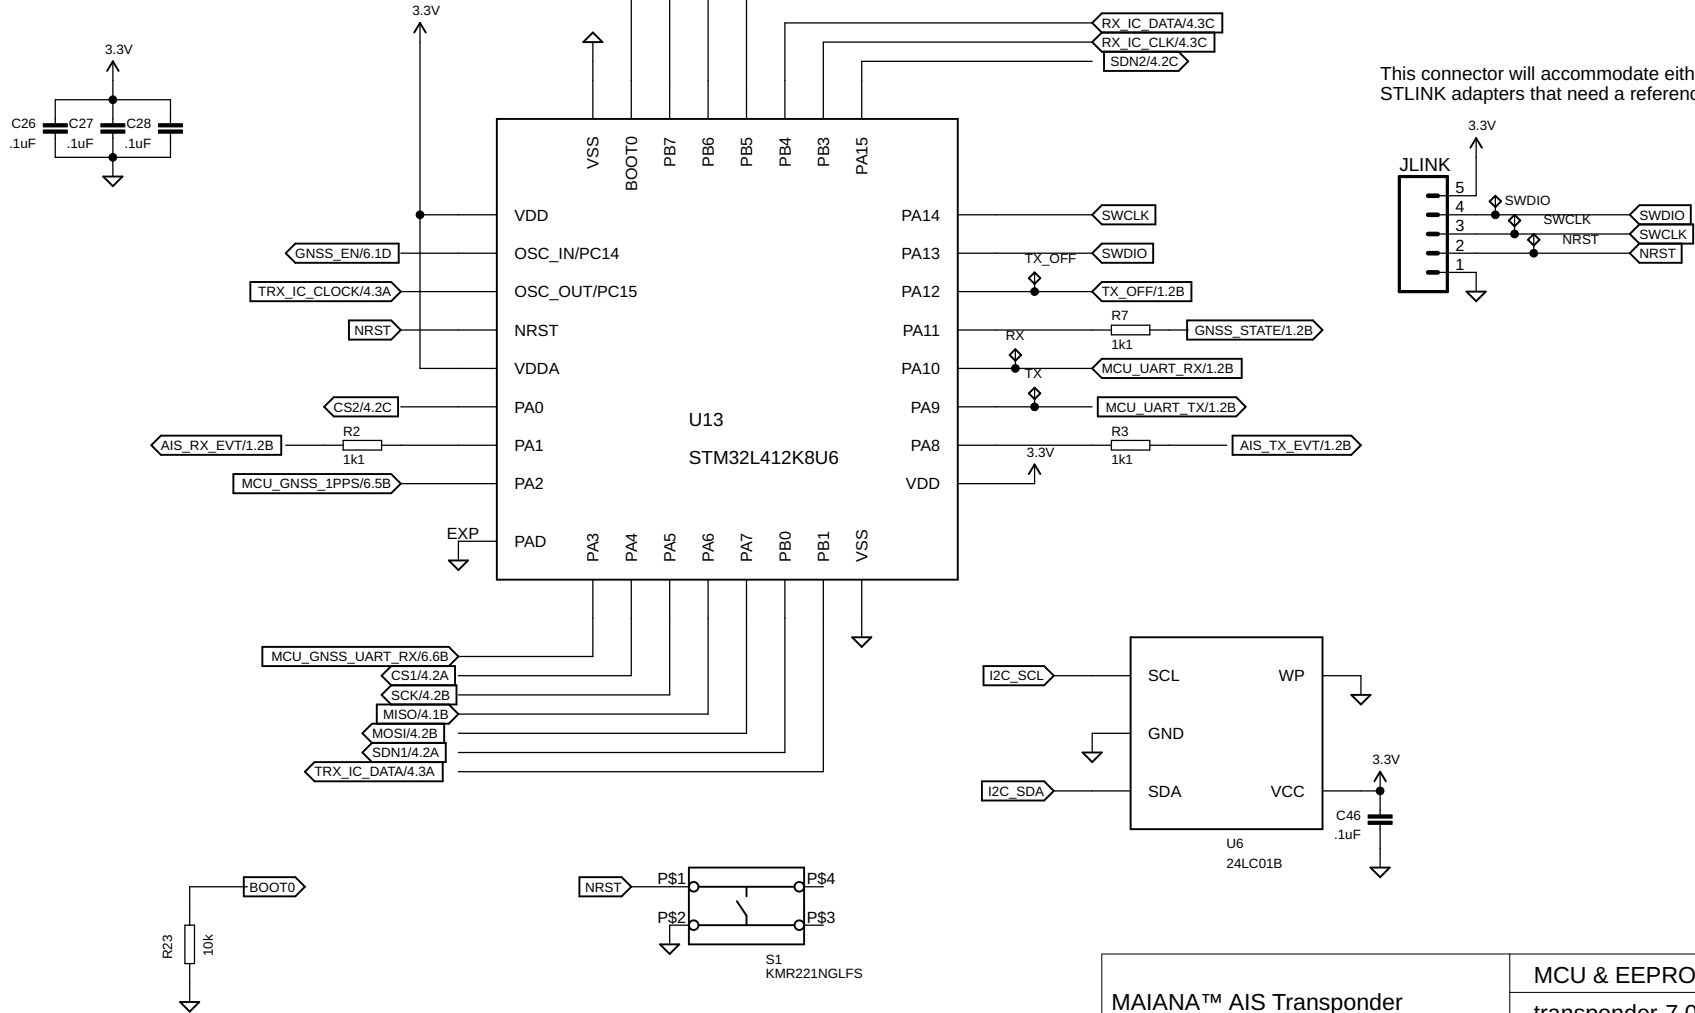 3.3V
3.3V
C26
.1uF
C27
.1uF
C28
.1uF
RX_IC_DATA/4.3C
RX_IC_CLK/4.3C
SDN2/4.2C
This connector will accommodate eith
STLINK adapters that need a referenc
3.3V
JLINK
5
4
3
2
1
SWDIO
SWCLK
NRST
SWDIO
SWCLK
NRST
VSS
BOOT0
PB7
PB6
PB5
PB4
PB3
PA15
VDD
OSC_IN/PC14
OSC_OUT/PC15
NRST
VDDA
PA0
PA1
PA2
PAD
EXP
GNSS_EN/6.1D
TRX_IC_CLOCK/4.3A
NRST
CS2/4.2C
AIS_RX_EVT/1.2B
R2
1k1
MCU_GNSS_1PPS/6.5B
U13
STM32L412K8U6
PA14
PA13
PA12
PA11
PA10
PA9
PA8
VDD
SWCLK
SWDIO
TX_OFF
TX_OFF/1.2B
R7
1k1
GNSS_STATE/1.2B
RX
MCU_UART_RX/1.2B
TX
MCU_UART_TX/1.2B
R3
1k1
AIS_TX_EVT/1.2B
3.3V
PA3
PA4
PA5
PA6
PA7
PB0
PB1
VSS
MCU_GNSS_UART_RX/6.6B
CS1/4.2A
SCK/4.2B
MISO/4.1B
MOSI/4.2B
SDN1/4.2A
TRX_IC_DATA/4.3A
I2C_SCL
I2C_SDA
SCL
GND
SDA
WP
VCC
3.3V
C46
.1uF
U6
24LC01B
BOOT0
R23
10k
NRST
P$1
P$2
P$4
P$3
S1
KMR221NGLFS
MAIANA™ AIS Transponder
MCU & EEPRO
transponder-7.0